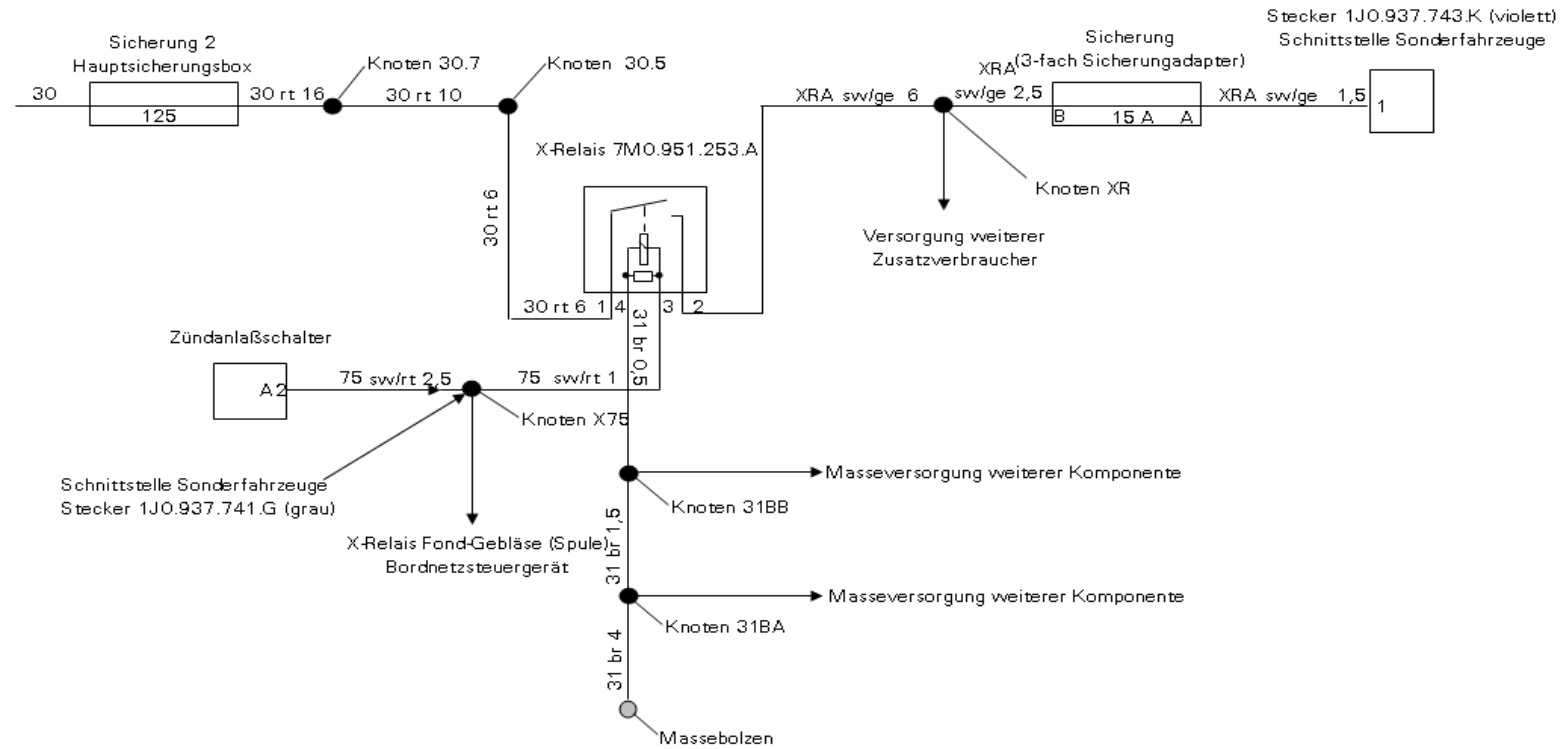 Stecker 1J0.937.743.K (violett)
Schnittstelle Sonderfahrzeuge
Sicherung 2
Hauptsicherungsbox
Knoten 30.7
Knoten 30.5
Sicherung
(3-fach Sicherungadapter)
30
125
30 rt 16
30 rt 10
XRA sw/ge 6
XRA
sw/ge 2,5
B 15 A A
XRA sw/ge 1,5
1
X-Relais 7M0.951.253.A
Knoten XR
30 rt 6
Versorgung weiterer
Zusatzverbraucher
30 rt 6 1 4 3 2
31 br 0,5
Zündanlaßschalter
A2
75 sw/rt 2,5
75 sw/rt 1
Knoten X75
Schnittstelle Sonderfahrzeuge
Stecker 1J0.937.741.G (grau)
Masseversorgung weiterer Komponente
Knoten 31BB
X-Relais Fond-Gebläse (Spule)
Bordnetzsteuergerät
31 br 1,5
Masseversorgung weiterer Komponente
Knoten 31BA
31 br 4
Massebolzen